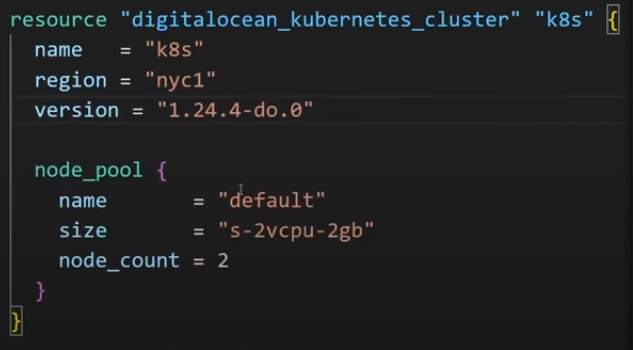 resource "digitalocean_kubernetes_cluster" "k8s" {
  name   = "k8s"
  region = "nyc1"
  version = "1.24.4-do.0"

  node_pool {
    name       = "default"
    size       = "s-2vcpu-2gb"
    node_count = 2
  }
}